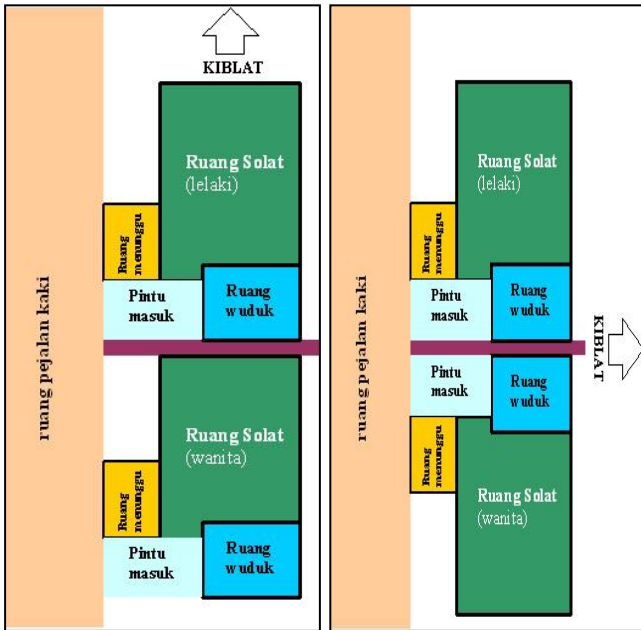 KIBLAT
Ruang Solat
(lelaki)
Ruang
menunggu
Pintu
masuk
Ruang
wuduk
ruang pejalan kaki
Ruang Solat
(wanita)
Ruang
menunggu
Pintu
masuk
Ruang
wuduk
Ruang Solat
(lelaki)
Ruang
menunggu
Pintu
masuk
Ruang
wuduk
ruang pejalan kaki
KIBLAT
Pintu
masuk
Ruang
wuduk
Ruang
menunggu
Ruang Solat
(wanita)